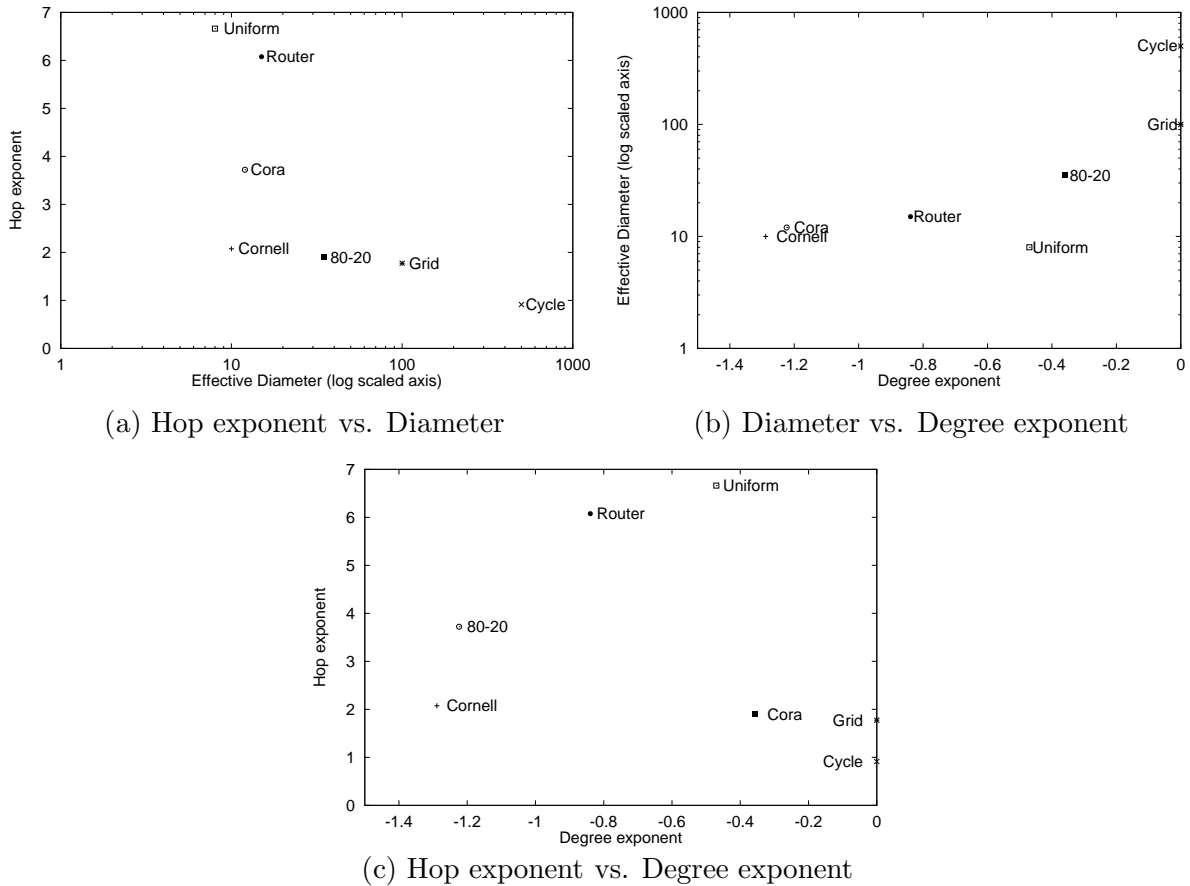 7
6
5
4
3
2
1
0
Hop exponent
Uniform
Router
Cora
Cornell
80-20
Grid
Cycle
1 10 100 1000
Effective Diameter (log scaled axis)
(a) Hop exponent vs. Diameter
1000
100
10
1
Effective Diameter (log scaled axis)
Cycle
Grid
80-20
Router
Cora
Cornell
Uniform
-1.4 -1.2 -1 -0.8 -0.6 -0.4 -0.2 0
Degree exponent
(b) Diameter vs. Degree exponent
7
6
5
4
3
2
1
0
Hop exponent
Uniform
Router
80-20
Cornell
Cora
Grid
Cycle
-1.4 -1.2 -1 -0.8 -0.6 -0.4 -0.2 0
Degree exponent
(c) Hop exponent vs. Degree exponent